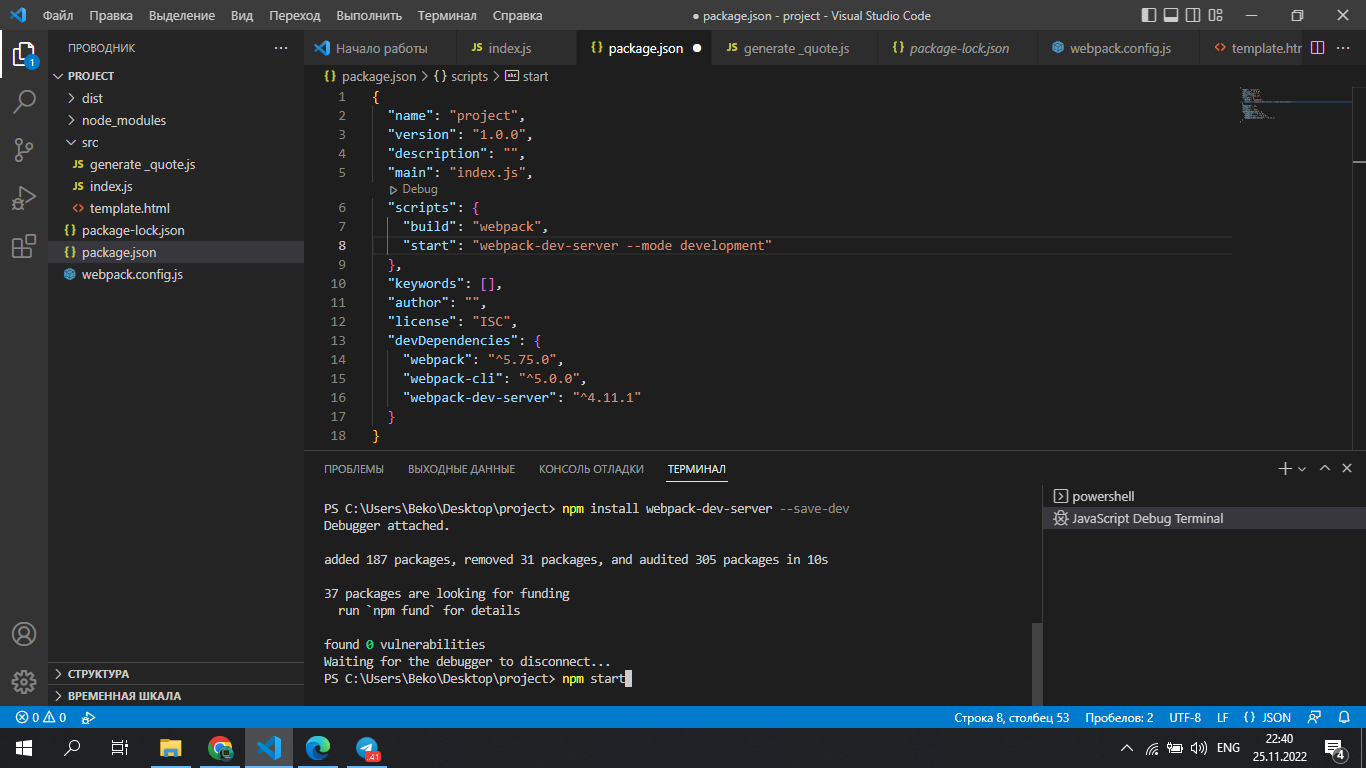 Файл Правка Выделение Вид Переход Выполнить Терминал Справка ● package.json - project - Visual Studio Code
ПРОВОДНИК
PROJECT
dist
node_modules
src
JS generate _quote.js
JS index.js
<> template.html
{} package-lock.json
{} package.json
webpack.config.js
СТРУКТУРА
ВРЕМЕННАЯ ШКАЛА
1
Начало работы JS index.js {} package.json ● JS generate _quote.js {} package-lock.json webpack.config.js <> template.htr
{} package.json > {} scripts > abc start
1 {
2 "name": "project",
3 "version": "1.0.0",
4 "description": "",
5 "main": "index.js",
Debug
6 "scripts": {
7 "build": "webpack",
8 "start": "webpack-dev-server --mode development"
9 },
10 "keywords": [],
11 "author": "",
12 "license": "ISC",
13 "devDependencies": {
14 "webpack": "^5.75.0",
15 "webpack-cli": "^5.0.0",
16 "webpack-dev-server": "^4.11.1"
17 }
18 }
ПРОБЛЕМЫ ВЫХОДНЫЕ ДАННЫЕ КОНСОЛЬ ОТЛАДКИ ТЕРМИНАЛ
PS C:\Users\Beko\Desktop\project> npm install webpack-dev-server --save-dev
Debugger attached.
added 187 packages, removed 31 packages, and audited 305 packages in 10s
37 packages are looking for funding
run `npm fund` for details
found 0 vulnerabilities
Waiting for the debugger to disconnect...
PS C:\Users\Beko\Desktop\project> npm start
powershell
JavaScript Debug Terminal
0 0 Строка 8, столбец 53 Пробелов: 2 UTF-8 LF {} JSON
41 ENG 22:40
25.11.2022
4